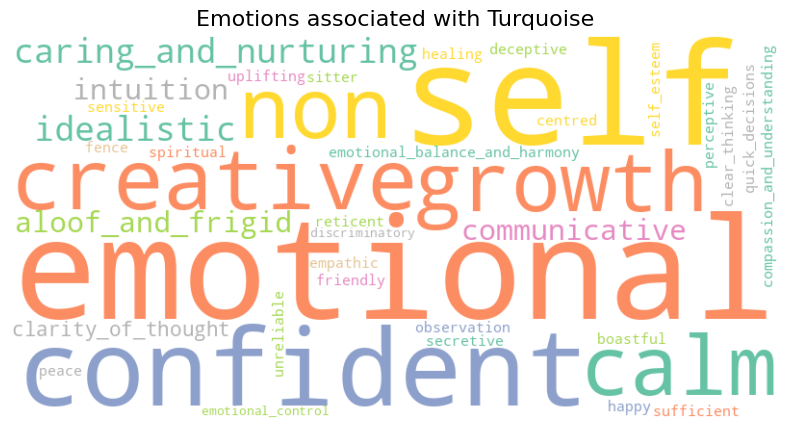 Emotions associated with Turquoise
caring_and_nurturing
healing
deceptive
self
uplifting
sitter
intuition
non
sensitive
centred
self_esteem
perceptive
clear_thinking
quick_decisions
compassion_and_understanding
idealistic
fence
spiritual
emotional_balance_and_harmony
creative
growth
aloof_and_frigid
reticent
discriminatory
communicative
emotional
empathic
friendly
clarity_of_thought
unreliable
observation
secretive
confident
boastful
calm
peace
emotional_control
happy
sufficient